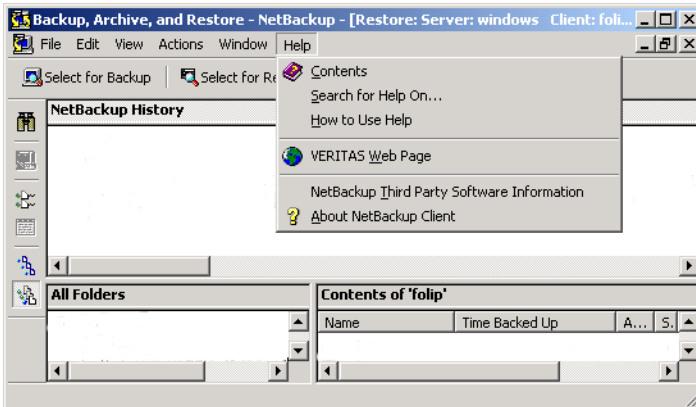 Backup, Archive, and Restore - NetBackup - [Restore: Server: windows Client: foli...
File Edit View Actions Window Help
Select for Backup Select for Re
Contents
Search for Help On...
How to Use Help
VERITAS Web Page
NetBackup Third Party Software Information
About NetBackup Client
NetBackup History
All Folders
Contents of 'folip'
Name Time Backed Up A... S.